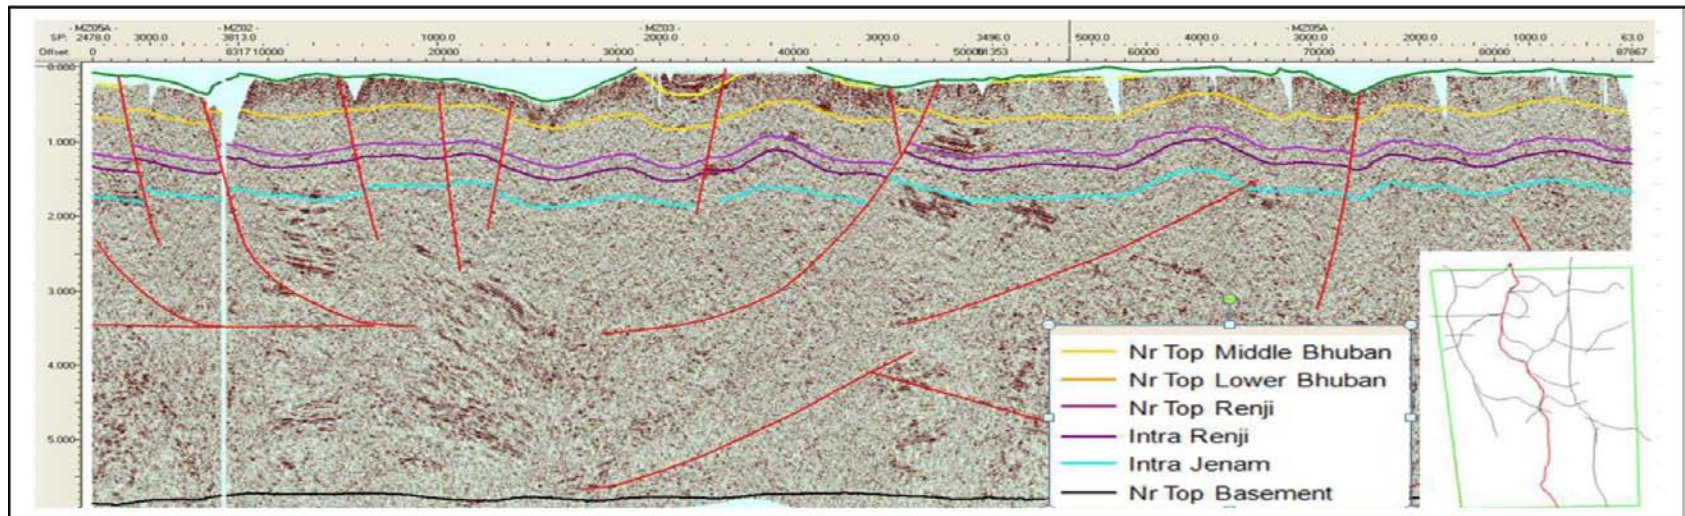 - MZ05A - - MZ02 - - MZ03 - - MZ05A -
SP: 2478.0 3000.0 3813.0 1000.0 2000.0 3000.0 3496.0 5000.0 4000.0 3000.0 2000.0 1000.0 63.0
Offset 0 8317 10000 20000 30000 40000 50000 51353 60000 70000 80000 87867
0.000
1.000
2.000
3.000
4.000
5.000
Nr Top Middle Bhuban
Nr Top Lower Bhuban
Nr Top Renji
Intra Renji
Intra Jenam
Nr Top Basement